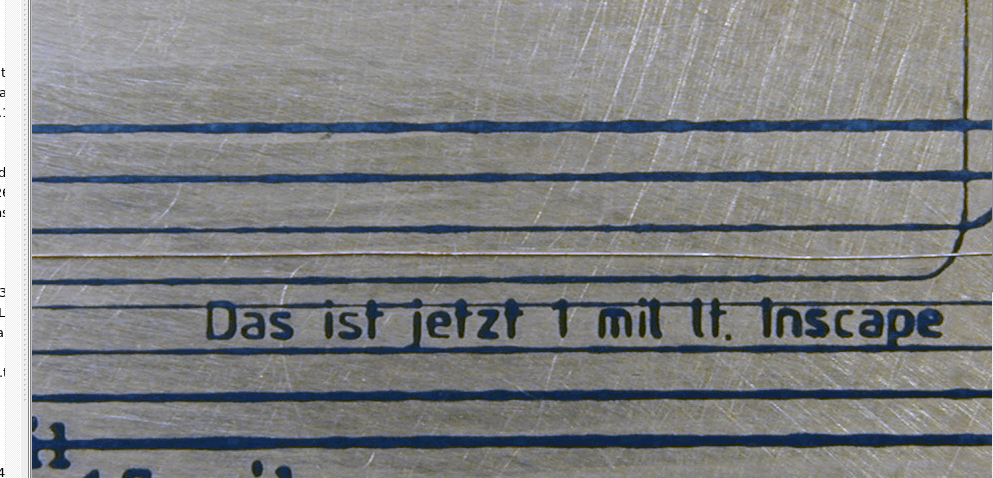 Das ist jetzt 1 mil lt. Inscape